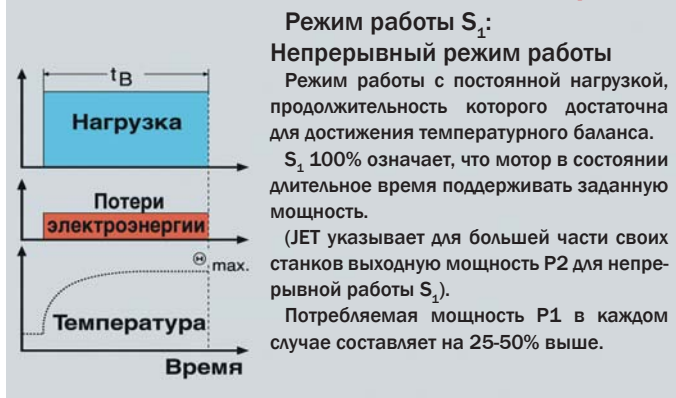 Режим работы S₁:
Непрерывный режим работы
Режим работы с постоянной нагрузкой,
продолжительность которого достаточна
для достижения температурного баланса.
S₁ 100% означает, что мотор в состоянии
длительное время поддерживать заданную
мощность.
(JET указывает для большей части своих
станков выходную мощность P2 для непре-
рывной работы S₁).
Потребляемая мощность P1 в каждом
случае составляет на 25-50% выше.
tB
Нагрузка
Потери
электроэнергии
Θ max.
Температура
Время